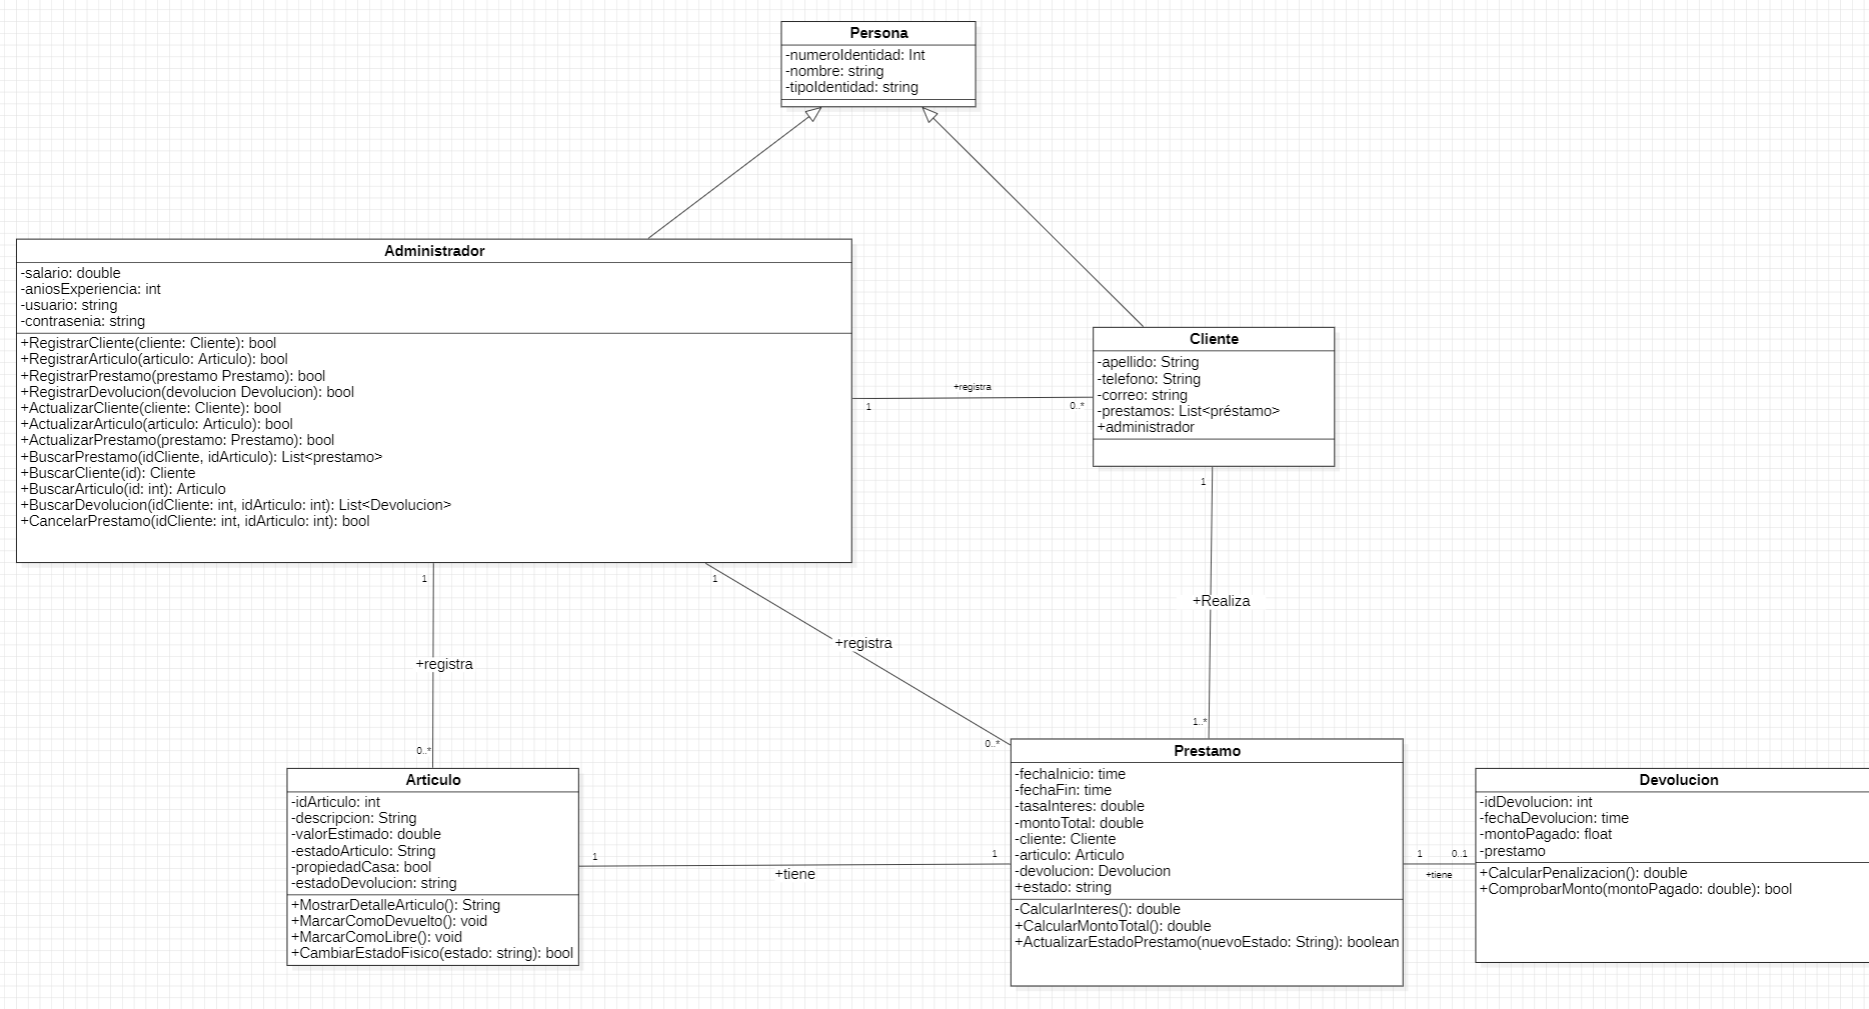 Persona
-numeroIdentidad: Int
-nombre: string
-tipoIdentidad: string
Administrador
-salario: double
-aniosExperiencia: int
-usuario: string
-contrasenia: string
+RegistrarCliente(cliente: Cliente): bool
+RegistrarArticulo(articulo: Articulo): bool
+RegistrarPrestamo(prestamo Prestamo): bool
+RegistrarDevolucion(devolucion Devolucion): bool
+ActualizarCliente(cliente: Cliente): bool
+ActualizarArticulo(articulo: Articulo): bool
+ActualizarPrestamo(prestamo: Prestamo): bool
+BuscarPrestamo(idCliente, idArticulo): List<prestamo>
+BuscarCliente(id): Cliente
+BuscarArticulo(id: int): Articulo
+BuscarDevolucion(idCliente: int, idArticulo: int): List<Devolucion>
+CancelarPrestamo(idCliente: int, idArticulo: int): bool
+registra
1
0..*
Cliente
-apellido: String
-telefono: String
-correo: string
-prestamos: List<préstamo>
+administrador
1
+registra
0..*
1
+registra
0..*
1
+Realiza
1..*
Articulo
-idArticulo: int
-descripcion: String
-valorEstimado: double
-estadoArticulo: String
-propiedadCasa: bool
-estadoDevolucion: string
+MostrarDetalleArticulo(): String
+MarcarComoDevuelto(): void
+MarcarComoLibre(): void
+CambiarEstadoFisico(estado: string): bool
1
+tiene
1
Prestamo
-fechaInicio: time
-fechaFin: time
-tasaInteres: double
-montoTotal: double
-cliente: Cliente
-articulo: Articulo
-devolucion: Devolucion
+estado: string
-CalcularInteres(): double
+CalcularMontoTotal(): double
+ActualizarEstadoPrestamo(nuevoEstado: String): boolean
1
0..1
+tiene
Devolucion
-idDevolucion: int
-fechaDevolucion: time
-montoPagado: float
-prestamo
+CalcularPenalizacion(): double
+ComprobarMonto(montoPagado: double): bool